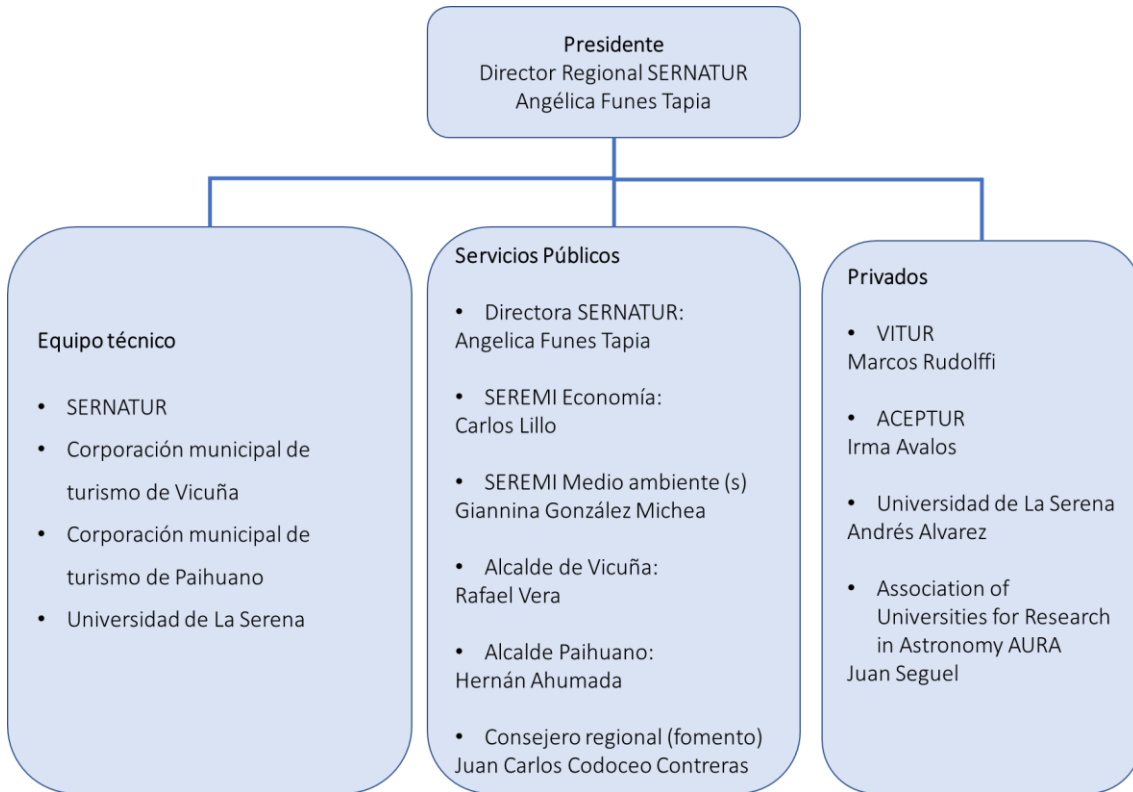 Presidente
Director Regional SERNATUR
Angélica Funes Tapia
Equipo técnico
• SERNATUR
• Corporación municipal de
turismo de Vicuña
• Corporación municipal de
turismo de Paihuano
• Universidad de La Serena
Servicios Públicos
• Directora SERNATUR:
Angelica Funes Tapia
• SEREMI Economía:
Carlos Lillo
• SEREMI Medio ambiente (s)
Giannina González Michea
• Alcalde de Vicuña:
Rafael Vera
• Alcalde Paihuano:
Hernán Ahumada
• Consejero regional (fomento)
Juan Carlos Codoceo Contreras
Privados
• VITUR
Marcos Rudolffi
• ACEPTUR
Irma Avalos
• Universidad de La Serena
Andrés Alvarez
• Association of
Universities for Research
in Astronomy AURA
Juan Seguel